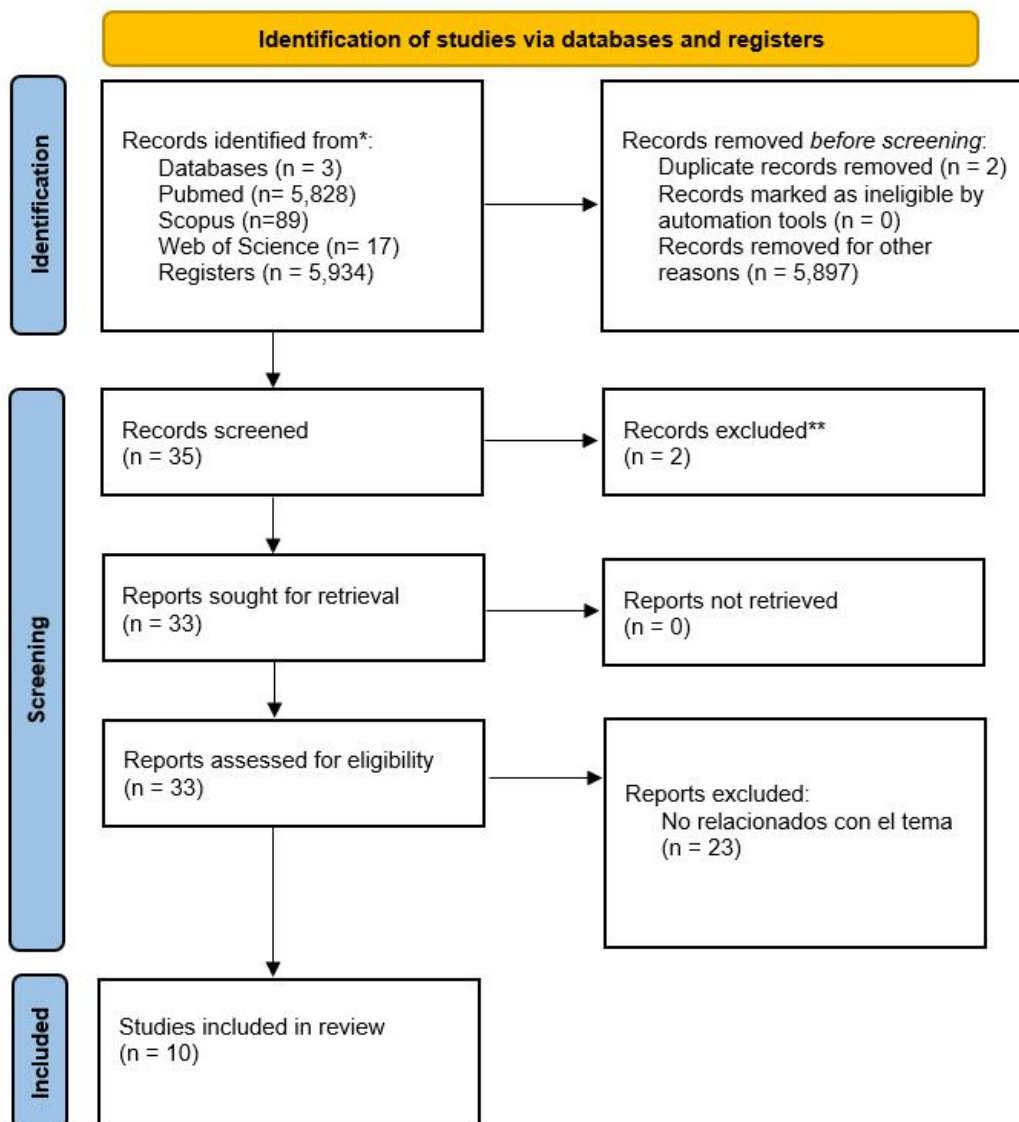 Identification of studies via databases and registers
Identification
Records identified from*:
Databases (n = 3)
Pubmed (n= 5,828)
Scopus (n=89)
Web of Science (n= 17)
Registers (n = 5,934)
Records removed before screening:
Duplicate records removed (n = 2)
Records marked as ineligible by
automation tools (n = 0)
Records removed for other
reasons (n = 5,897)
Screening
Records screened
(n = 35)
Records excluded**
(n = 2)
Reports sought for retrieval
(n = 33)
Reports not retrieved
(n = 0)
Reports assessed for eligibility
(n = 33)
Reports excluded:
No relacionados con el tema
(n = 23)
Included
Studies included in review
(n = 10)